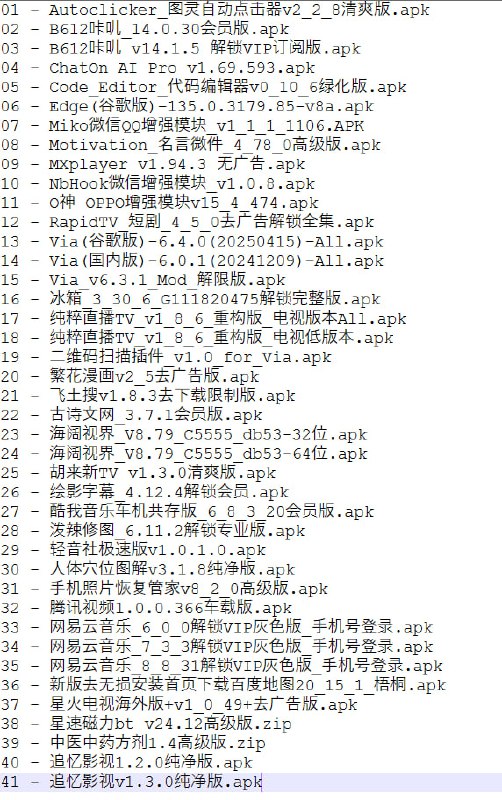 01 - Autoclicker_图灵自动点击器v2_2_8清爽版.apk
02 - B612咔叽_14.0.30会员版.apk
03 - B612咔叽_v14.1.5 解锁VIP订阅版.apk
04 - ChatOn AI Pro v1.69.593.apk
05 - Code_Editor_代码编辑器v0_10_6绿化版.apk
06 - Edge(谷歌版)-135.0.3179.85-v8a.apk
07 - Miko微信QQ增强模块_v1_1_1_1106.APK
08 - Motivation_名言微件_4_78_0高级版.apk
09 - MXplayer v1.94.3 无广告.apk
10 - NbHook微信增强模块_v1.0.8.apk
11 - O神 OPPO增强模块v15_4_474.apk
12 - RapidTV_短剧_4_5_0去广告解锁全集.apk
13 - Via(谷歌版)-6.4.0(20250415)-All.apk
14 - Via(国内版)-6.0.1(20241209)-All.apk
15 - Via_v6.3.1_Mod_解限版.apk
16 - 冰箱_3_30_6_G111820475解锁完整版.apk
17 - 纯粹直播TV_v1_8_6_重构版_电视版本All.apk
18 - 纯粹直播TV_v1_8_6_重构版_电视低版本.apk
19 - 二维码扫描插件_v1.0_for_via.apk
20 - 繁花漫画v2_5去广告版.apk
21 - 飞土搜v1.8.3去下载限制版.apk
22 - 古诗文网_3.7.1会员版.apk
23 - 海阔视界_V8.79_C5555_db53-32位.apk
24 - 海阔视界_V8.79_C5555_db53-64位.apk
25 - 胡来新TV v1.3.0清爽版.apk
26 - 绘影字幕_4.12.4解锁会员.apk
27 - 酷我音乐车机共存版_6_8_3_20会员版.apk
28 - 泼辣修图_6.11.2解锁专业版.apk
29 - 轻音社极速版v1.0.1.0.apk
30 - 人体穴位图解v3.1.8纯净版.apk
31 - 手机照片恢复管家v8_2_0高级版.apk
32 - 腾讯视频1.0.0.366车载版.apk
33 - 网易云音乐_6_0_0解锁VIP灰色版_手机号登录.apk
34 - 网易云音乐_7_3_3解锁VIP灰色版_手机号登录.apk
35 - 网易云音乐_8_8_31解锁VIP灰色版_手机号登录.apk
36 - 新版去无损安装首页下载百度地图20_15_1_梧桐.apk
37 - 星火电视海外版+v1_0_49+去广告版.apk
38 - 星速磁力bt v24.12高级版.zip
39 - 中医中药方剂1.4高级版.zip
40 - 追忆影视1.2.0纯净版.apk
41 - 追忆影视v1.3.0纯净版.apk